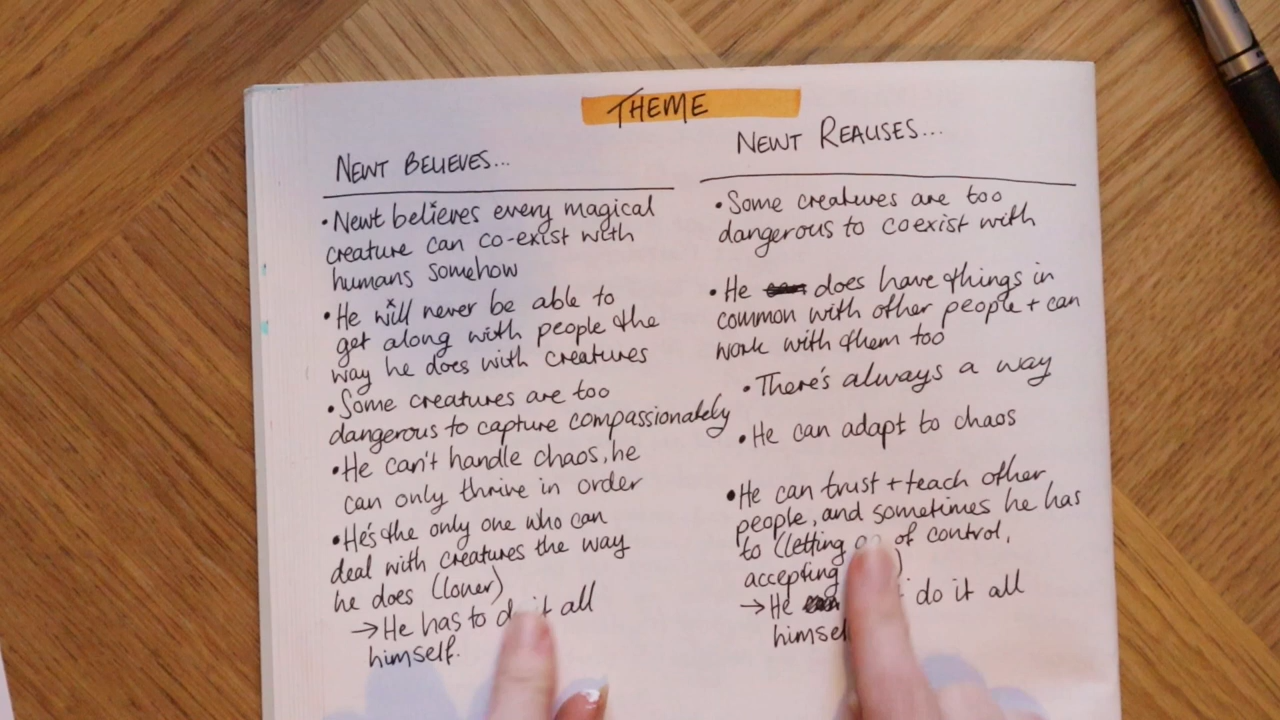 THEME
NEWT BELIEVES...
• Newt believes every magical
creature can co-exist with
humans somehow
• He will never be able to
get along with people the
way he does with creatures
• Some creatures are too
dangerous to capture compassionately
• He can't handle chaos, he
can only thrive in order
• He's the only one who can
deal with creatures the way
he does (loner)
→ He has to do it all
himself.
NEWT REALISES...
• Some creatures are too
dangerous to coexist with
• He does have things in
common with other people + can
work with them too
• There's always a way
• He can adapt to chaos
• He can trust + teach other
people, and sometimes he has
to (letting go of control,
accepting )
→ He do it all
himself